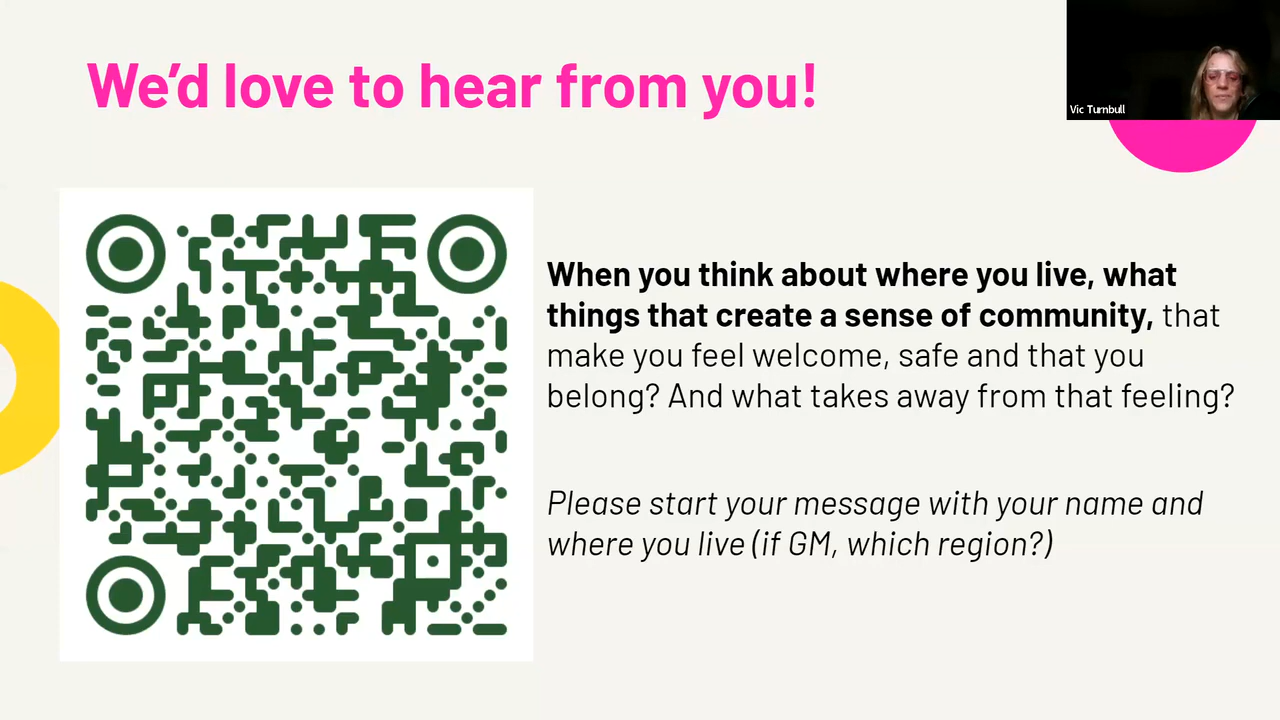 We’d love to hear from you!
Vic Turnbull
When you think about where you live, what
things that create a sense of community, that
make you feel welcome, safe and that you
belong? And what takes away from that feeling?
Please start your message with your name and
where you live (if GM, which region?)